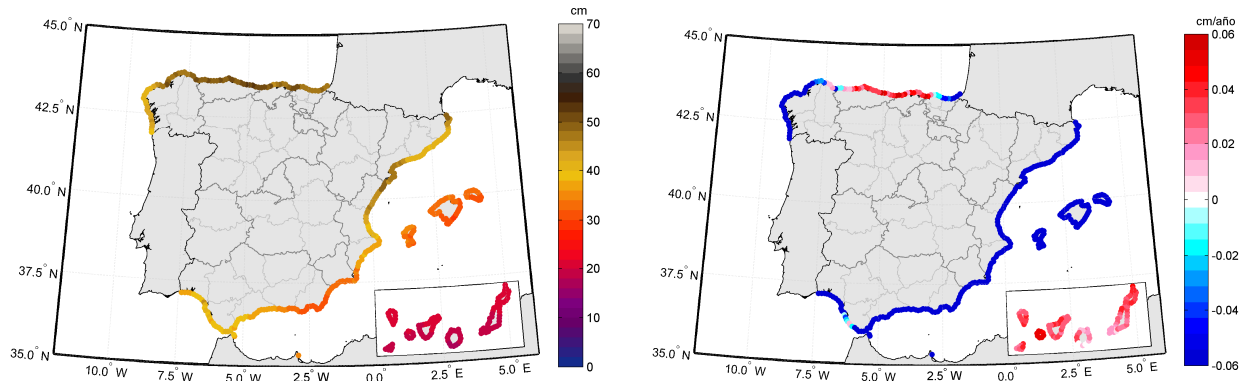 cm
45.0° N
42.5° N
40.0° N
37.5° N
35.0° N
10.0° W
7.5° W
5.0° W
2.5° W
0.0°
2.5° E
5.0° E
70
60
50
40
30
20
10
0
cm/año
45.0° N
42.5° N
40.0° N
37.5° N
35.0° N
10.0° W
7.5° W
5.0° W
2.5° W
0.0°
2.5° E
5.0° E
0.06
0.04
0.02
0
-0.02
-0.04
-0.06